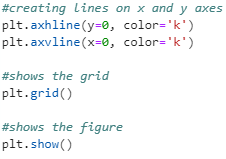 #creating lines on x and y axes
plt.axhline(y=0, color='k')
plt.axvline(x=0, color='k')
#shows the grid
plt.grid()
#shows the figure
plt.show()